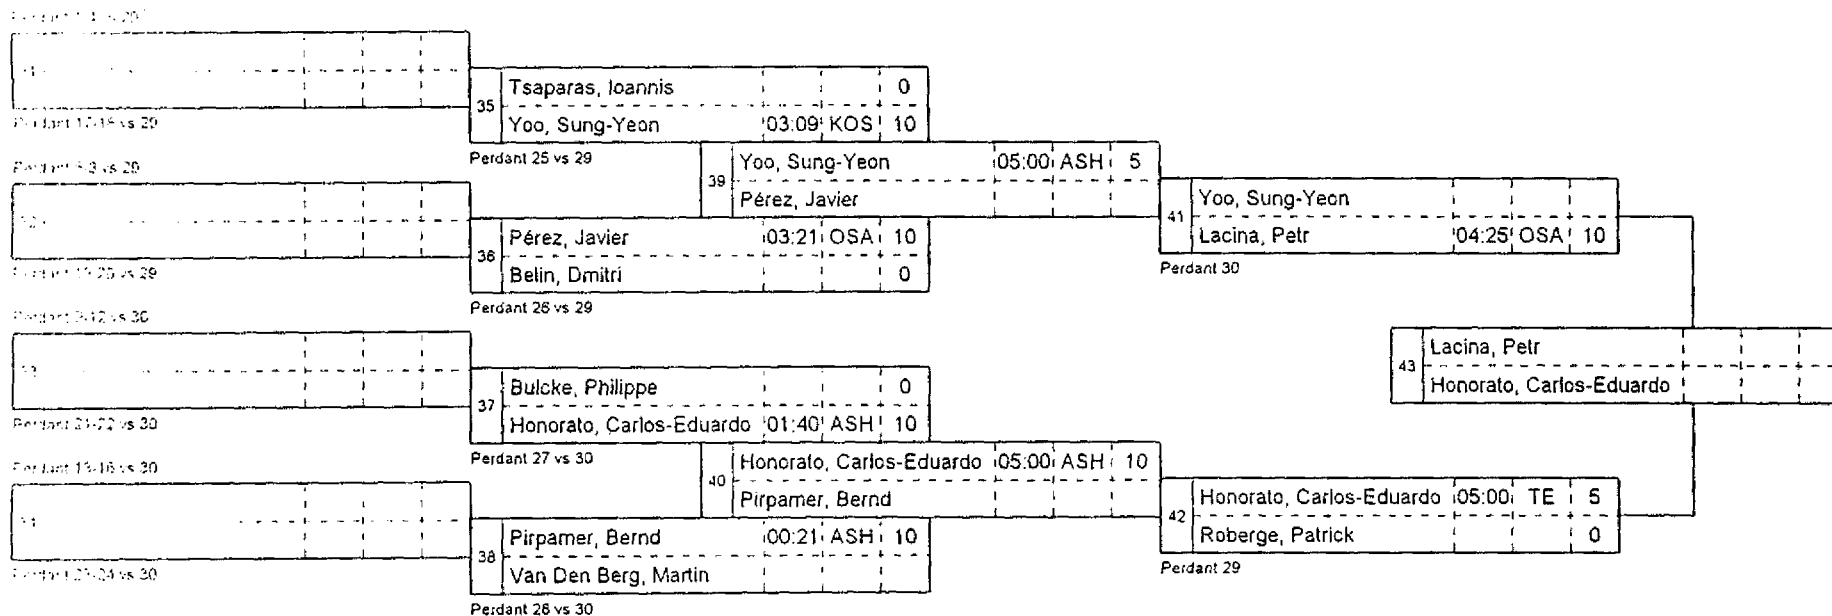 Tsaparas, Ioannis 0
35
Yoo, Sung-Yeon 03:09 KOS 10
Perdant 25 vs 29
Yoo, Sung-Yeon 05:00 ASH 5
39
Pérez, Javier
Pérez, Javier 03:21 OSA 10
36
Belin, Dmitri 0
Perdant 26 vs 29
Yoo, Sung-Yeon
41
Lacina, Petr 04:25 OSA 10
Perdant 30
Bulcke, Philippe 0
37
Honorato, Carlos-Eduardo 01:40 ASH 10
Perdant 27 vs 30
Honorato, Carlos-Eduardo 05:00 ASH 10
40
Pirpamer, Bernd
Pirpamer, Bernd 00:21 ASH 10
38
Van Den Berg, Martin
Perdant 28 vs 30
Honorato, Carlos-Eduardo 05:00 TE 5
42
Roberge, Patrick 0
Perdant 29
Lacina, Petr
43
Honorato, Carlos-Eduardo